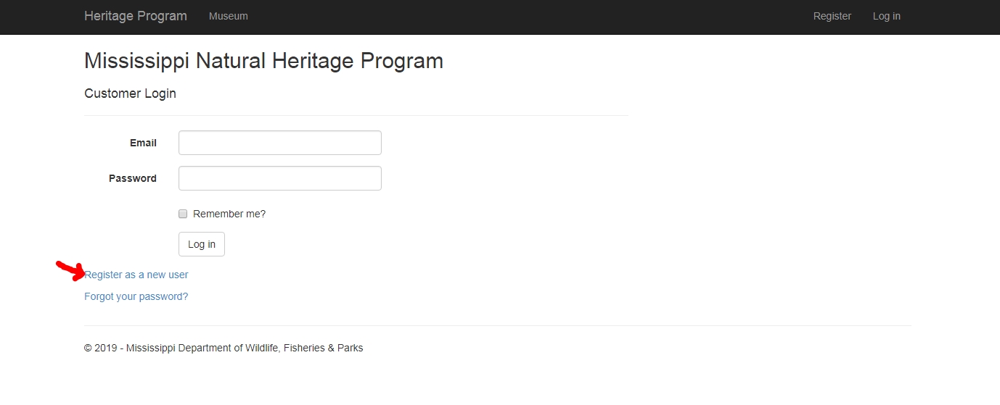 Heritage Program Museum Register Log in
Mississippi Natural Heritage Program
Customer Login
Email
Password
Remember me?
Log in
Register as a new user
Forgot your password?
© 2019 - Mississippi Department of Wildlife, Fisheries & Parks